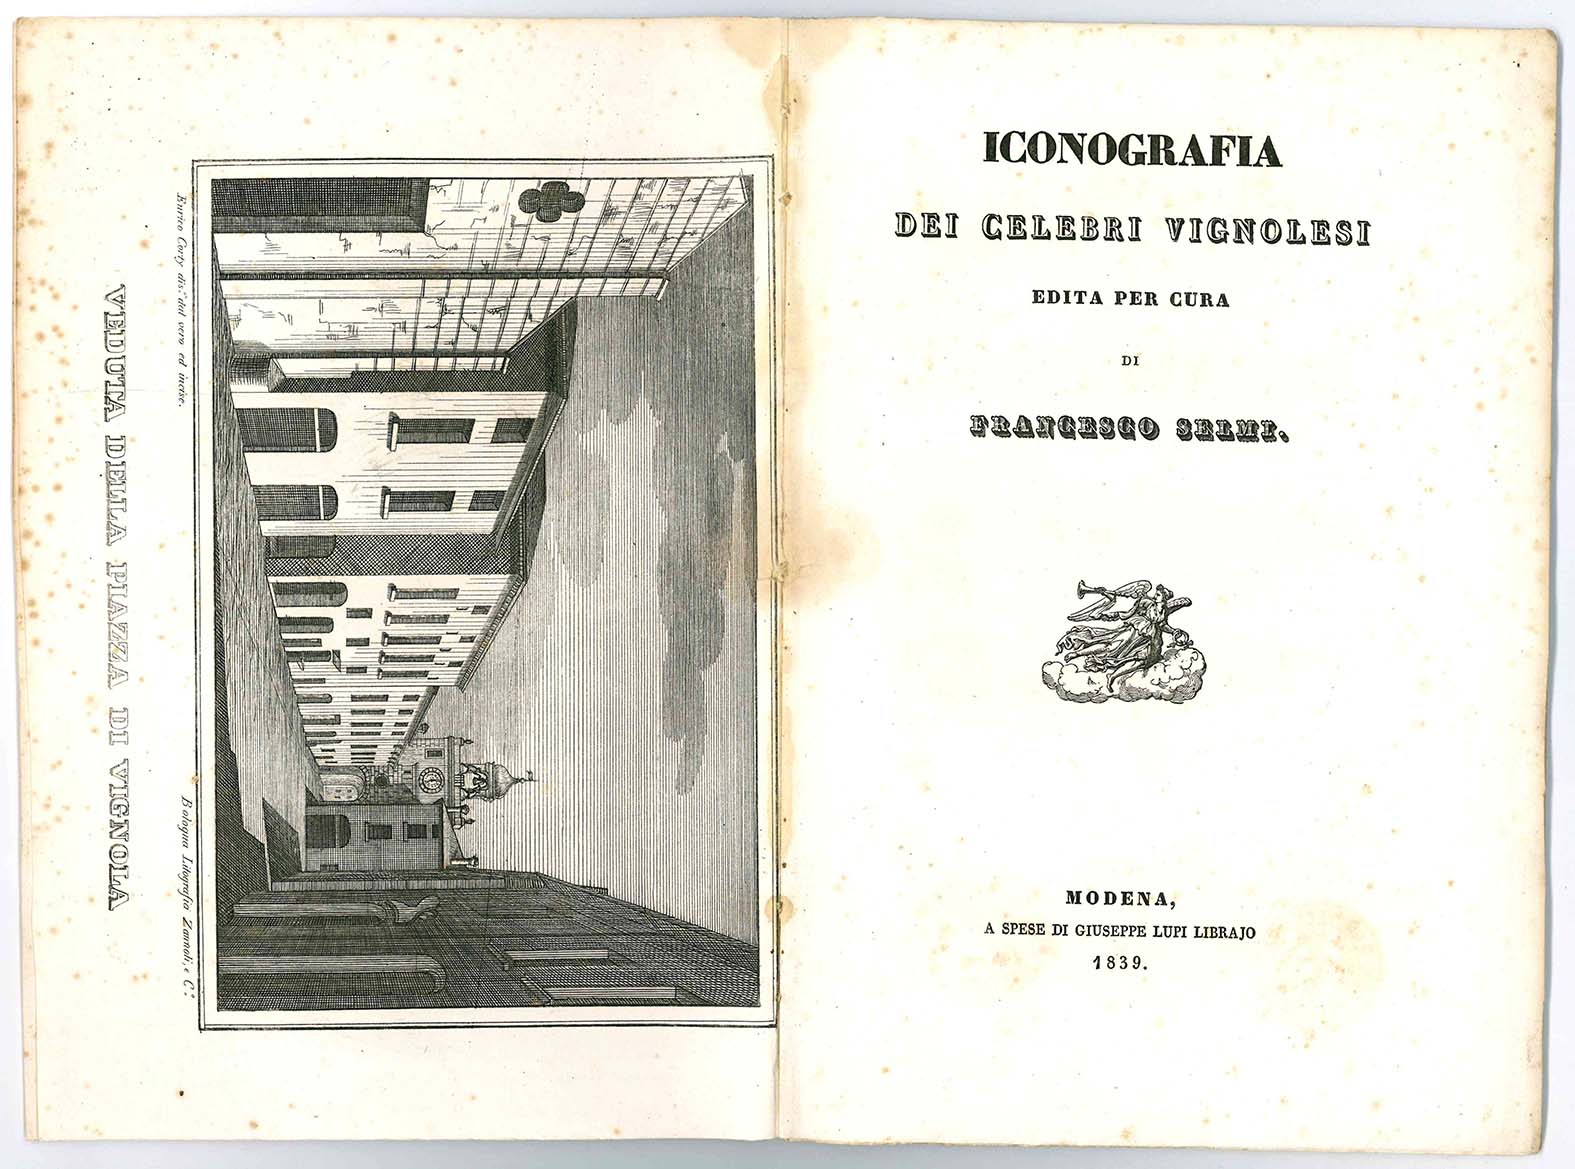 Enrico Corty dis.º dal vero ed incise.
Bologna Litografia Zannoli, e C.º
VEDUTA DELLA PIAZZA DI VIGNOLA
ICONOGRAFIA
DEI CELEBRI VIGNOLESI
EDITA PER CURA
DI
FRANCESCO SELMI.
MODENA,
A SPESE DI GIUSEPPE LUPI LIBRAJO
1839.